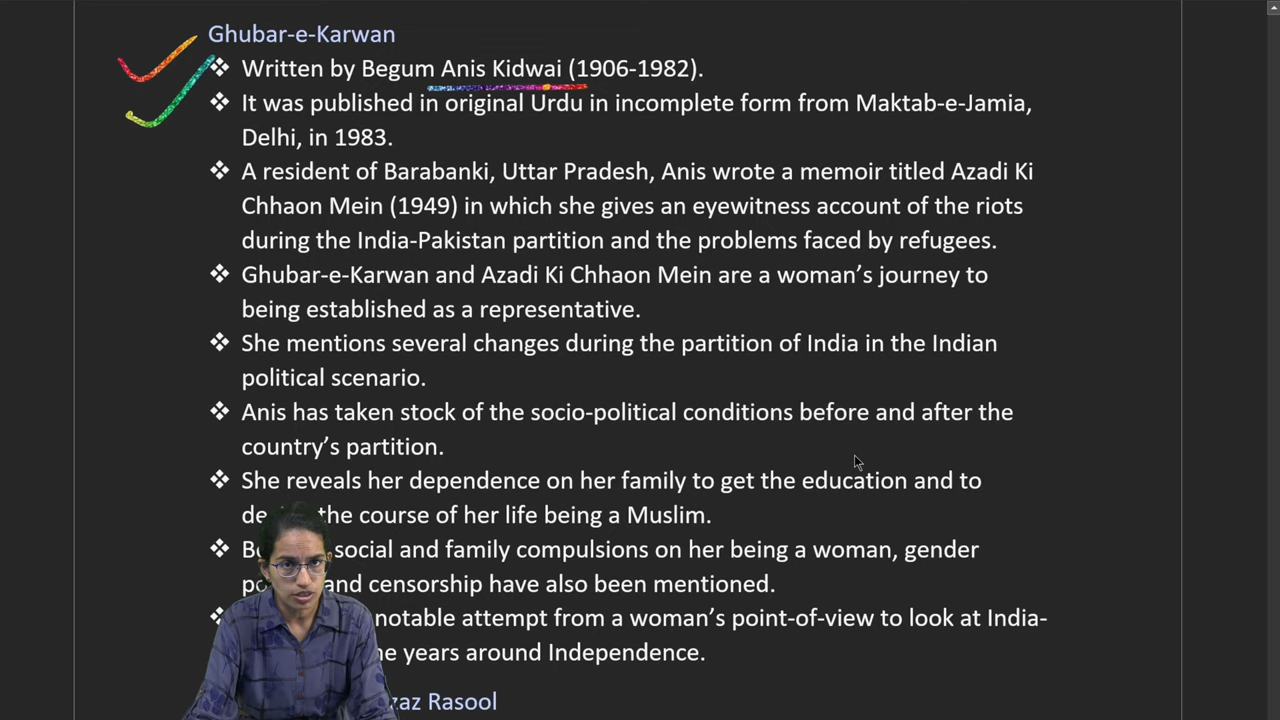 Ghubar-e-Karwan
❖ Written by Begum Anis Kidwai (1906-1982).
❖ It was published in original Urdu in incomplete form from Maktab-e-Jamia,
Delhi, in 1983.
❖ A resident of Barabanki, Uttar Pradesh, Anis wrote a memoir titled Azadi Ki
Chhaon Mein (1949) in which she gives an eyewitness account of the riots
during the India-Pakistan partition and the problems faced by refugees.
❖ Ghubar-e-Karwan and Azadi Ki Chhaon Mein are a woman’s journey to
being established as a representative.
❖ She mentions several changes during the partition of India in the Indian
political scenario.
❖ Anis has taken stock of the socio-political conditions before and after the
country’s partition.
❖ She reveals her dependence on her family to get the education and to
the course of her life being a Muslim.
social and family compulsions on her being a woman, gender
and censorship have also been mentioned.
notable attempt from a woman’s point-of-view to look at India-
years around Independence.
Rasool